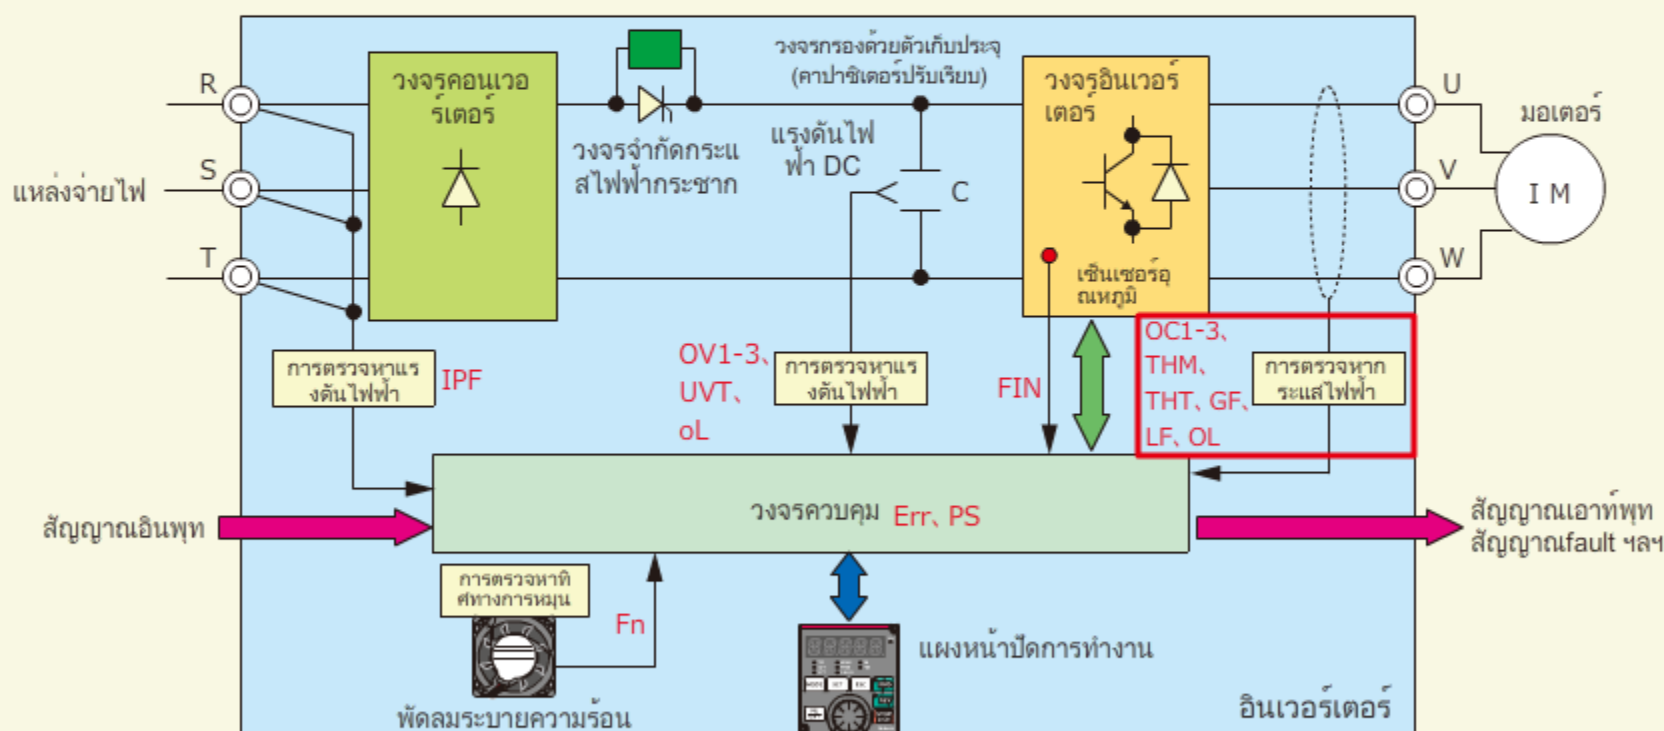 วงจรกรองด้วยตัวเก็บประจุ
(คาปาซิเตอร์ปรับเรียบ)
R
วงจรคอนเวอ
ร์เตอร์
วงจรอินเวอร์
เตอร์
U
มอเตอร์
วงจรจำกัดกระแ
สไฟฟ้ากระชาก
แรงดันไฟ
ฟ้า DC
แหล่งจ่ายไฟ
S
C
V
I M
T
เซ็นเซอร์อุ
ณหภูมิ
W
การตรวจหาแร
งดันไฟฟ้า
IPF
OV1-3、
UVT、
oL
การตรวจหาแร
งดันไฟฟ้า
FIN
OC1-3、
THM、
THT、GF、
LF、OL
การตรวจหาก
ระแสไฟฟ้า
สัญญาณอินพุท
วงจรควบคุม Err、PS
สัญญาณเอาท์พุท
สัญญาณfault ฯลฯ
การตรวจหาทิ
ศทางการหมุน
Fn
แผงหน้าปัดการทำงาน
พัดลมระบายความร้อน
อินเวอร์เตอร์